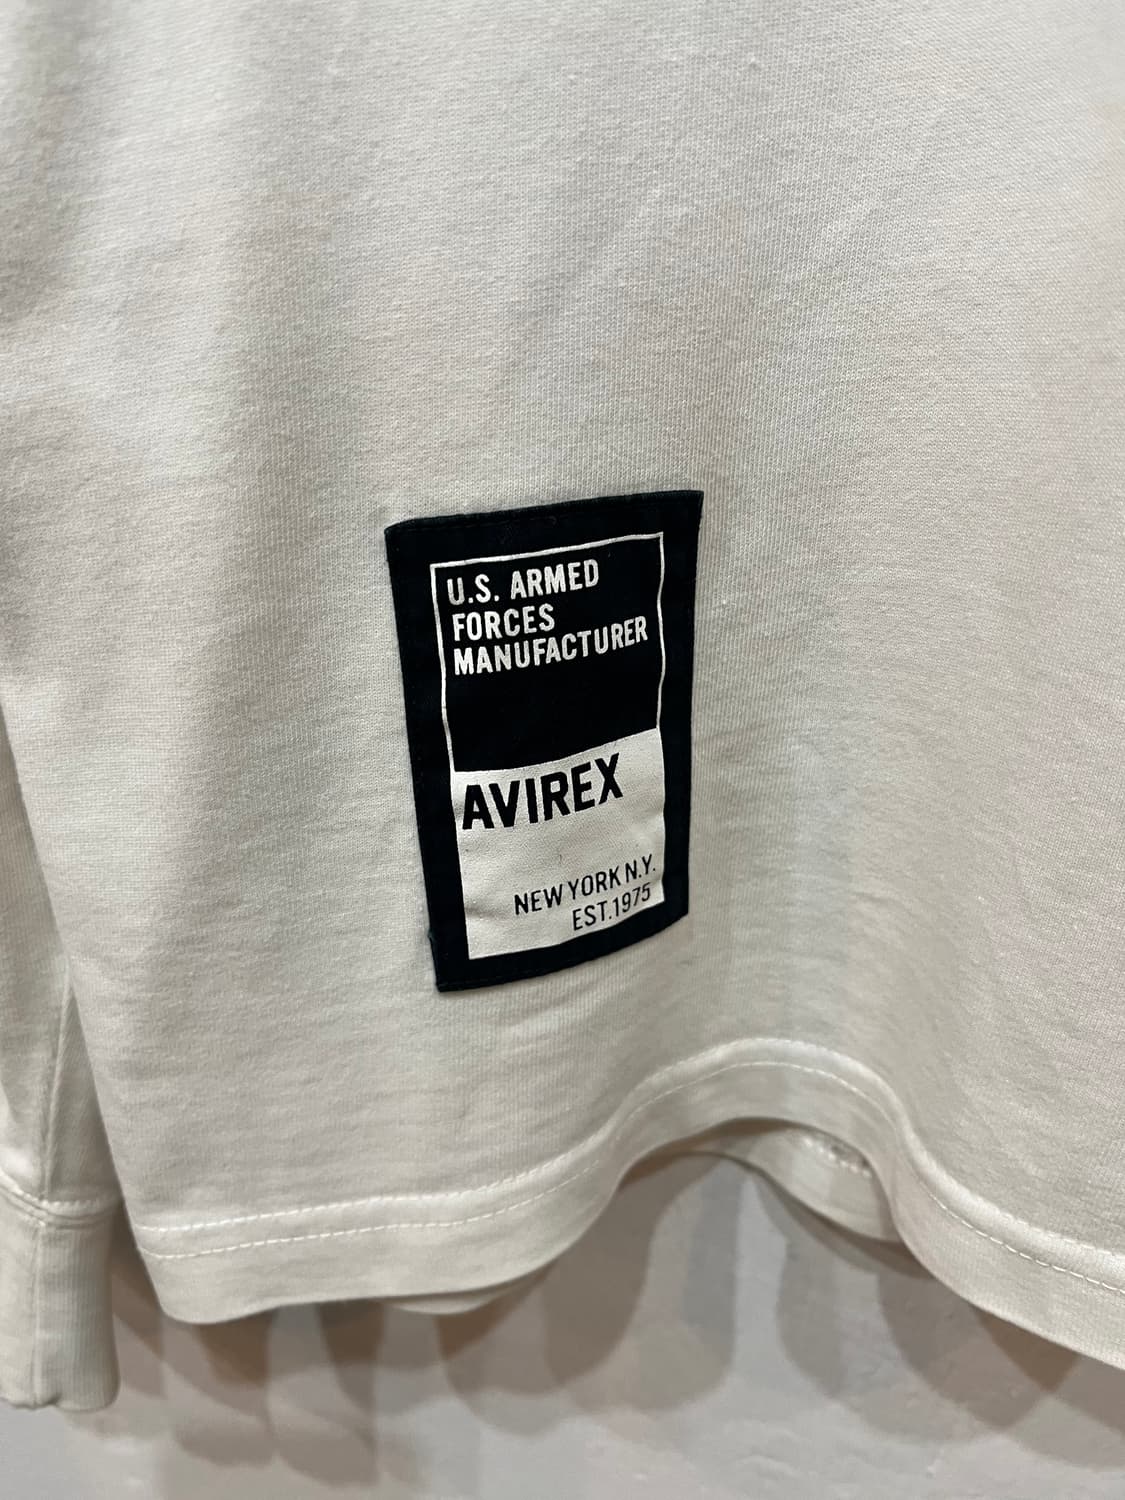 U.S. ARMED
FORCES
MANUFACTURER
AVIREX
NEW YORK N.Y.
EST.1975